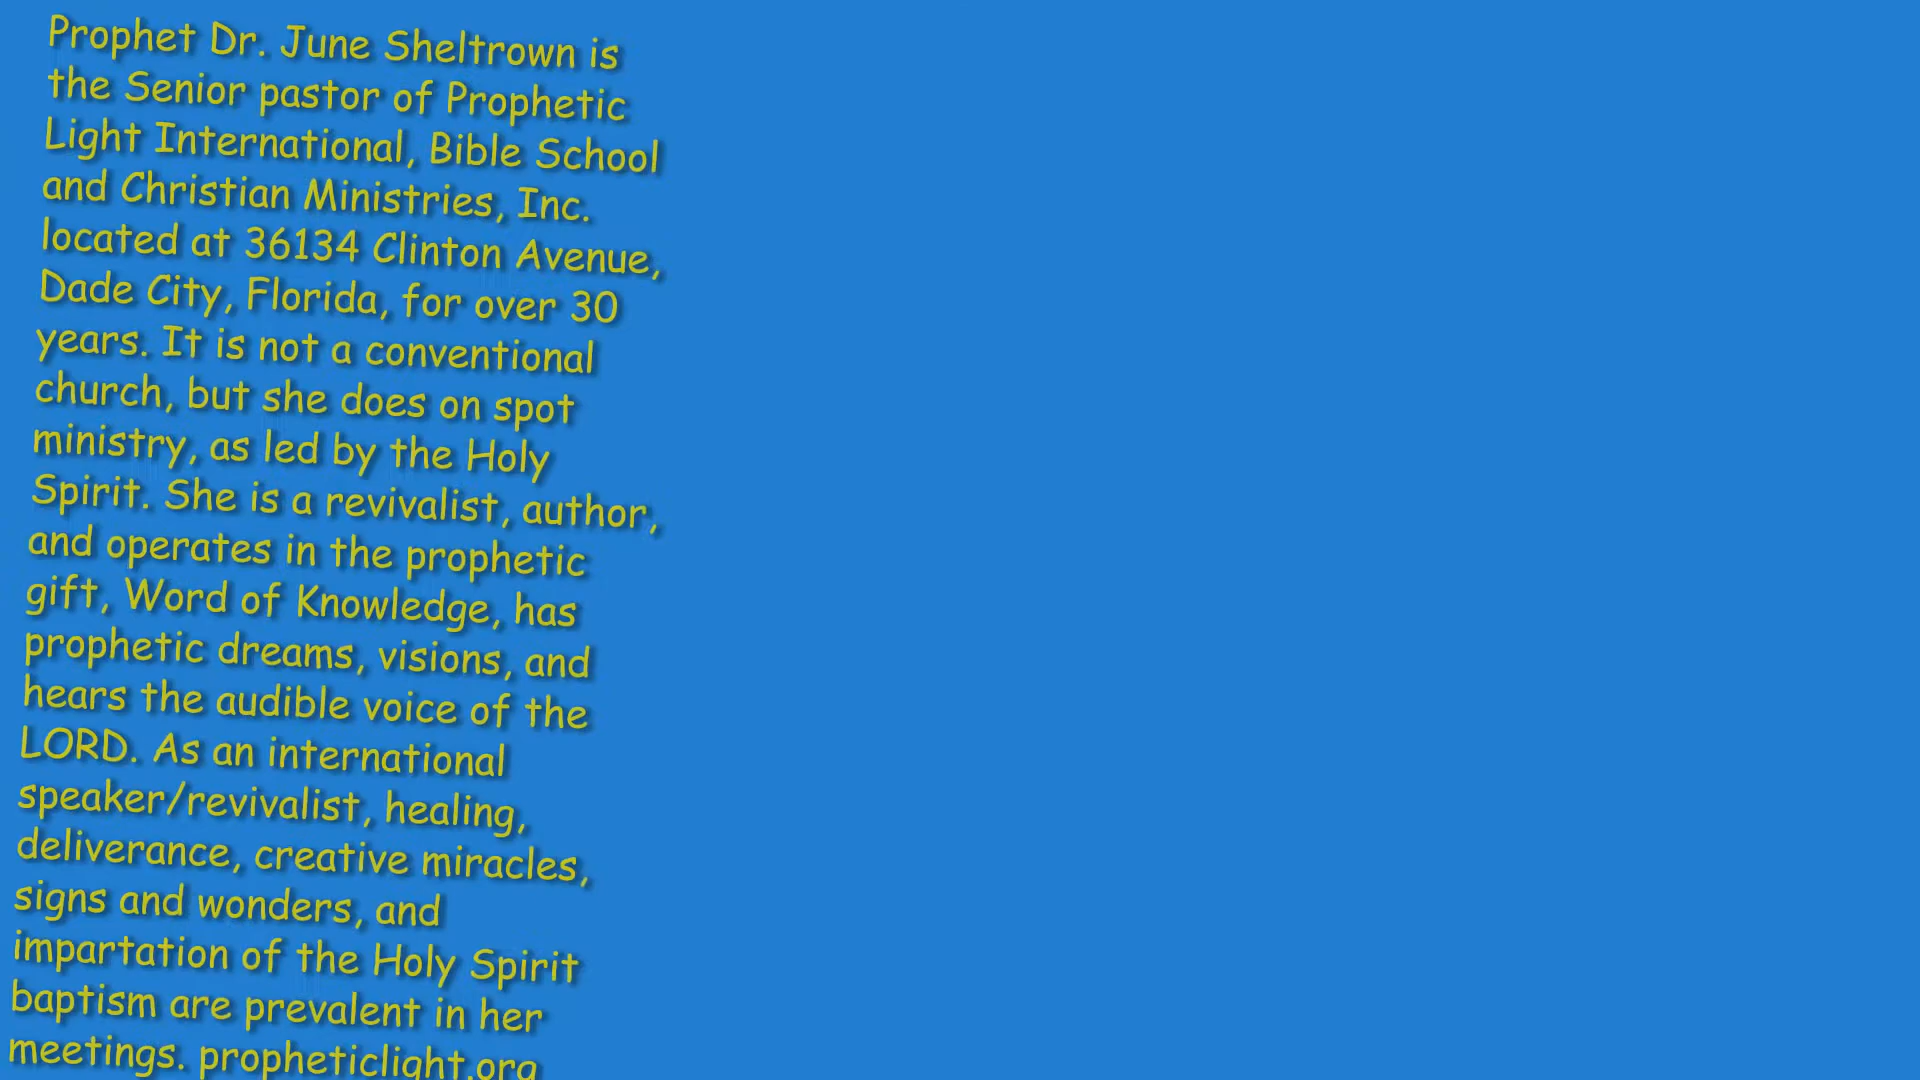 Prophet Dr. June Sheltrown is
the Senior pastor of Prophetic
Light International, Bible School
and Christian Ministries, Inc.
located at 36134 Clinton Avenue,
Dade City, Florida, for over 30
years. It is not a conventional
church, but she does on spot
ministry, as led by the Holy
Spirit. She is a revivalist, author,
and operates in the prophetic
gift, Word of Knowledge, has
prophetic dreams, visions, and
hears the audible voice of the
LORD. As an international
speaker/revivalist, healing,
deliverance, creative miracles,
signs and wonders, and
impartation of the Holy Spirit
baptism are prevalent in her
meetings. propheticlight.org